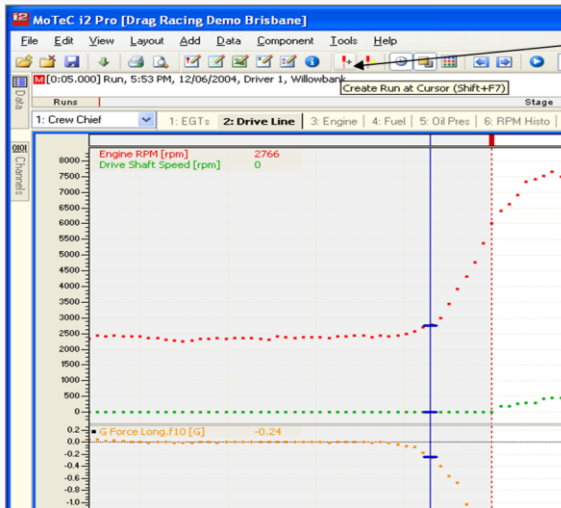 MoTeC i2 Pro [Drag Racing Demo Brisbane]
File Edit View Layout Add Data Component Tools Help
M [0:05.000] Run, 5:53 PM, 12/06/2004, Driver 1, Willowbank
Create Run at Cursor (Shift+F7)
Runs Stage
Data
1: Crew Chief 1: EGTs 2: Drive Line 3: Engine 4: Fuel 5: Oil Pres 6: RPM Histo
Channels
Engine RPM [rpm] 2766
Drive Shaft Speed [rpm] 0
8000
7500
7000
6500
6000
5500
5000
4500
4000
3500
3000
2500
2000
1500
1000
500
0
G Force Long.f10 [G] -0.24
0.2
0.0
-0.2
-0.4
-0.6
-0.8
-1.0